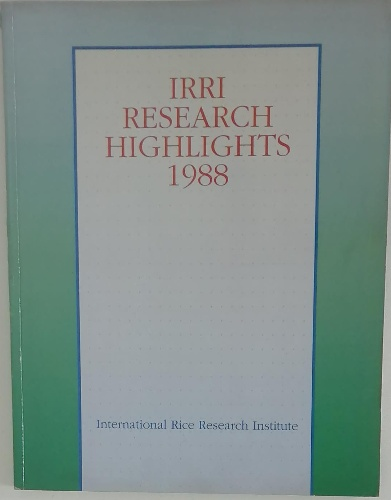 IRRI
RESEARCH
HIGHLIGHTS
1988
International Rice Research Institute